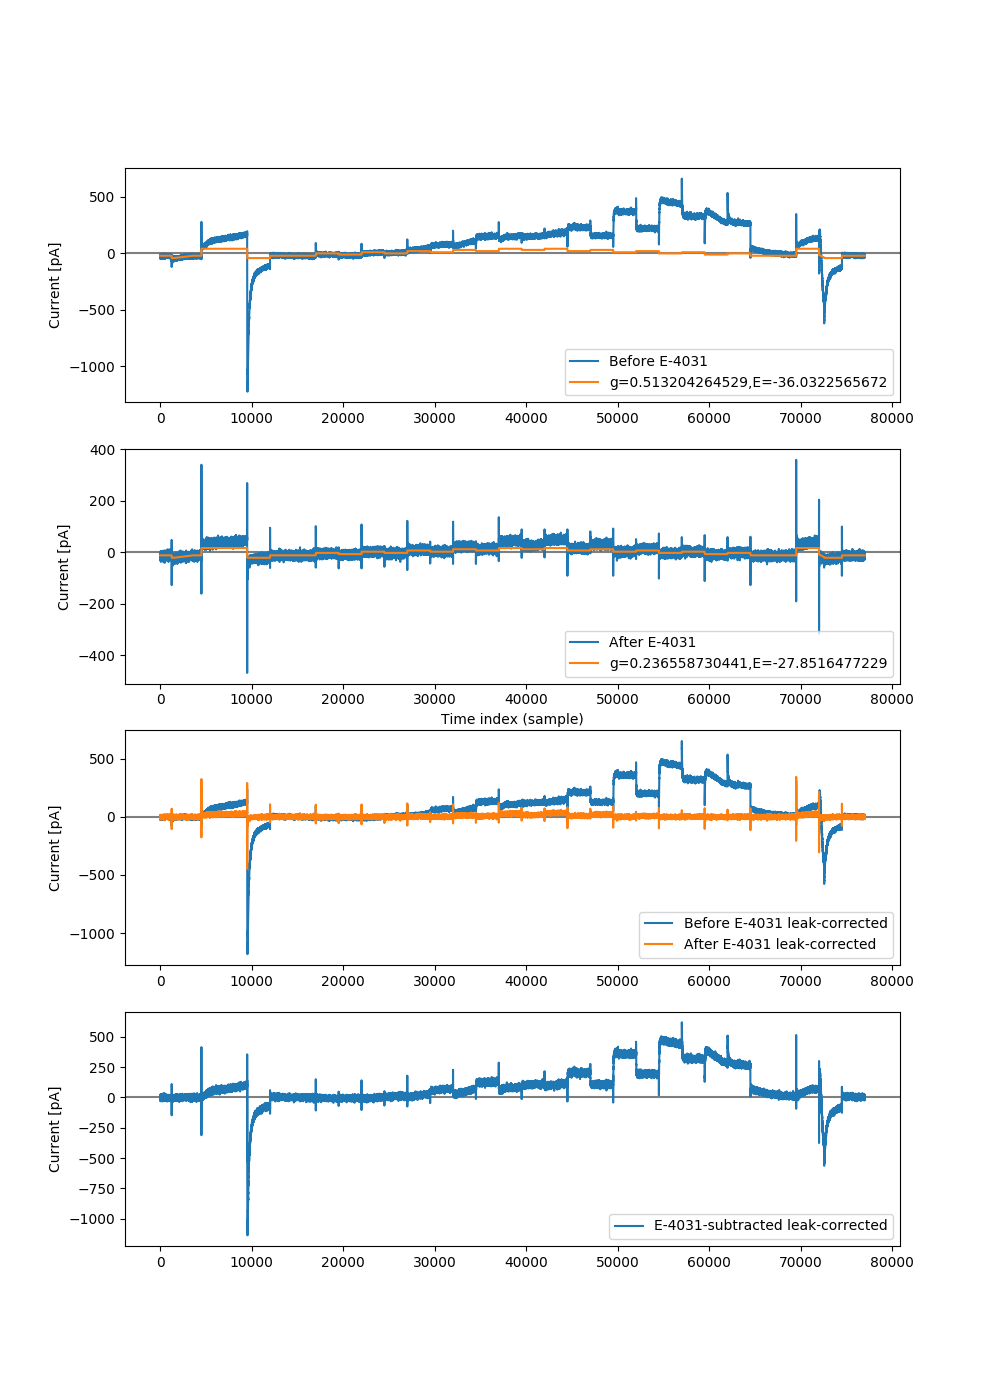 500
0
−500
−1000
Current [pA]
Before E-4031
g=0.513204264529,E=-36.0322565672
0 10000 20000 30000 40000 50000 60000 70000 80000
400
200
0
−200
−400
Current [pA]
After E-4031
g=0.236558730441,E=-27.8516477229
0 10000 20000 30000 40000 50000 60000 70000 80000
Time index (sample)
500
0
−500
−1000
Current [pA]
Before E-4031 leak-corrected
After E-4031 leak-corrected
0 10000 20000 30000 40000 50000 60000 70000 80000
500
250
0
−250
−500
−750
−1000
Current [pA]
E-4031-subtracted leak-corrected
0 10000 20000 30000 40000 50000 60000 70000 80000